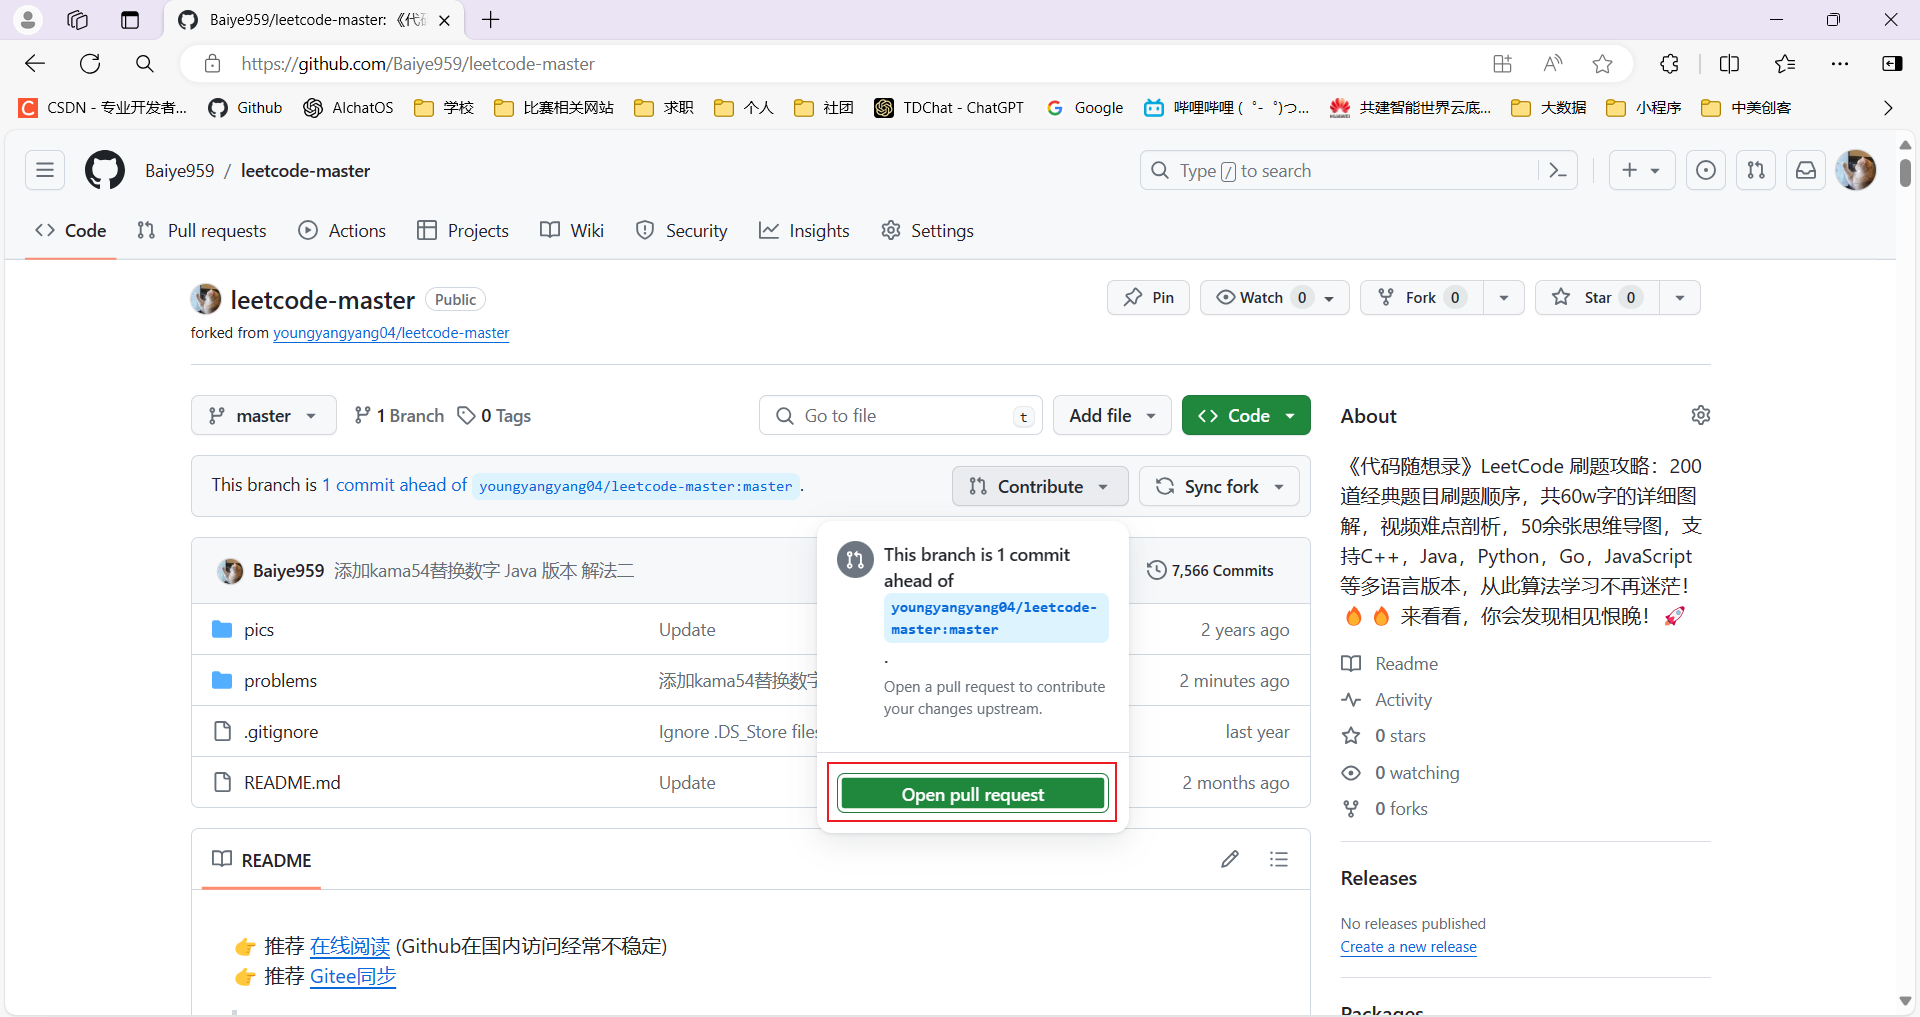 Baiye959/leetcode-master: 《代码
https://github.com/Baiye959/leetcode-master
CSDN - 专业开发者...
Github
AIchatOS
学校
比赛相关网站
求职
个人
社团
TDChat - ChatGPT
Google
哔哩哔哩 ( ゜- ゜)つ...
共建智能世界云底...
大数据
小程序
中美创客
Baiye959 / leetcode-master
Type / to search
Code
Pull requests
Actions
Projects
Wiki
Security
Insights
Settings
leetcode-master Public
Pin
Watch 0
Fork 0
Star 0
forked from youngyangyang04/leetcode-master
master
1 Branch
0 Tags
Go to file t
Add file
Code
This branch is 1 commit ahead of youngyangyang04/leetcode-master:master .
Contribute
Sync fork
This branch is 1 commit
ahead of
youngyangyang04/leetcode-
master:master
.
Open a pull request to contribute
your changes upstream.
Open pull request
Baiye959 添加kama54替换数字 Java 版本 解法二
7,566 Commits
pics Update 2 years ago
problems 添加kama54替换数字 2 minutes ago
.gitignore Ignore .DS_Store files last year
README.md Update 2 months ago
README
👉 推荐 在线阅读 (Github在国内访问经常不稳定)
👉 推荐 Gitee同步
About
《代码随想录》LeetCode 刷题攻略：200
道经典题目刷题顺序，共60w字的详细图
解，视频难点剖析，50余张思维导图，支
持C++，Java，Python，Go，JavaScript
等多语言版本，从此算法学习不再迷茫！
🔥🔥 来看看，你会发现相见恨晚！🚀
Readme
Activity
0 stars
0 watching
0 forks
Releases
No releases published
Create a new release
Packages